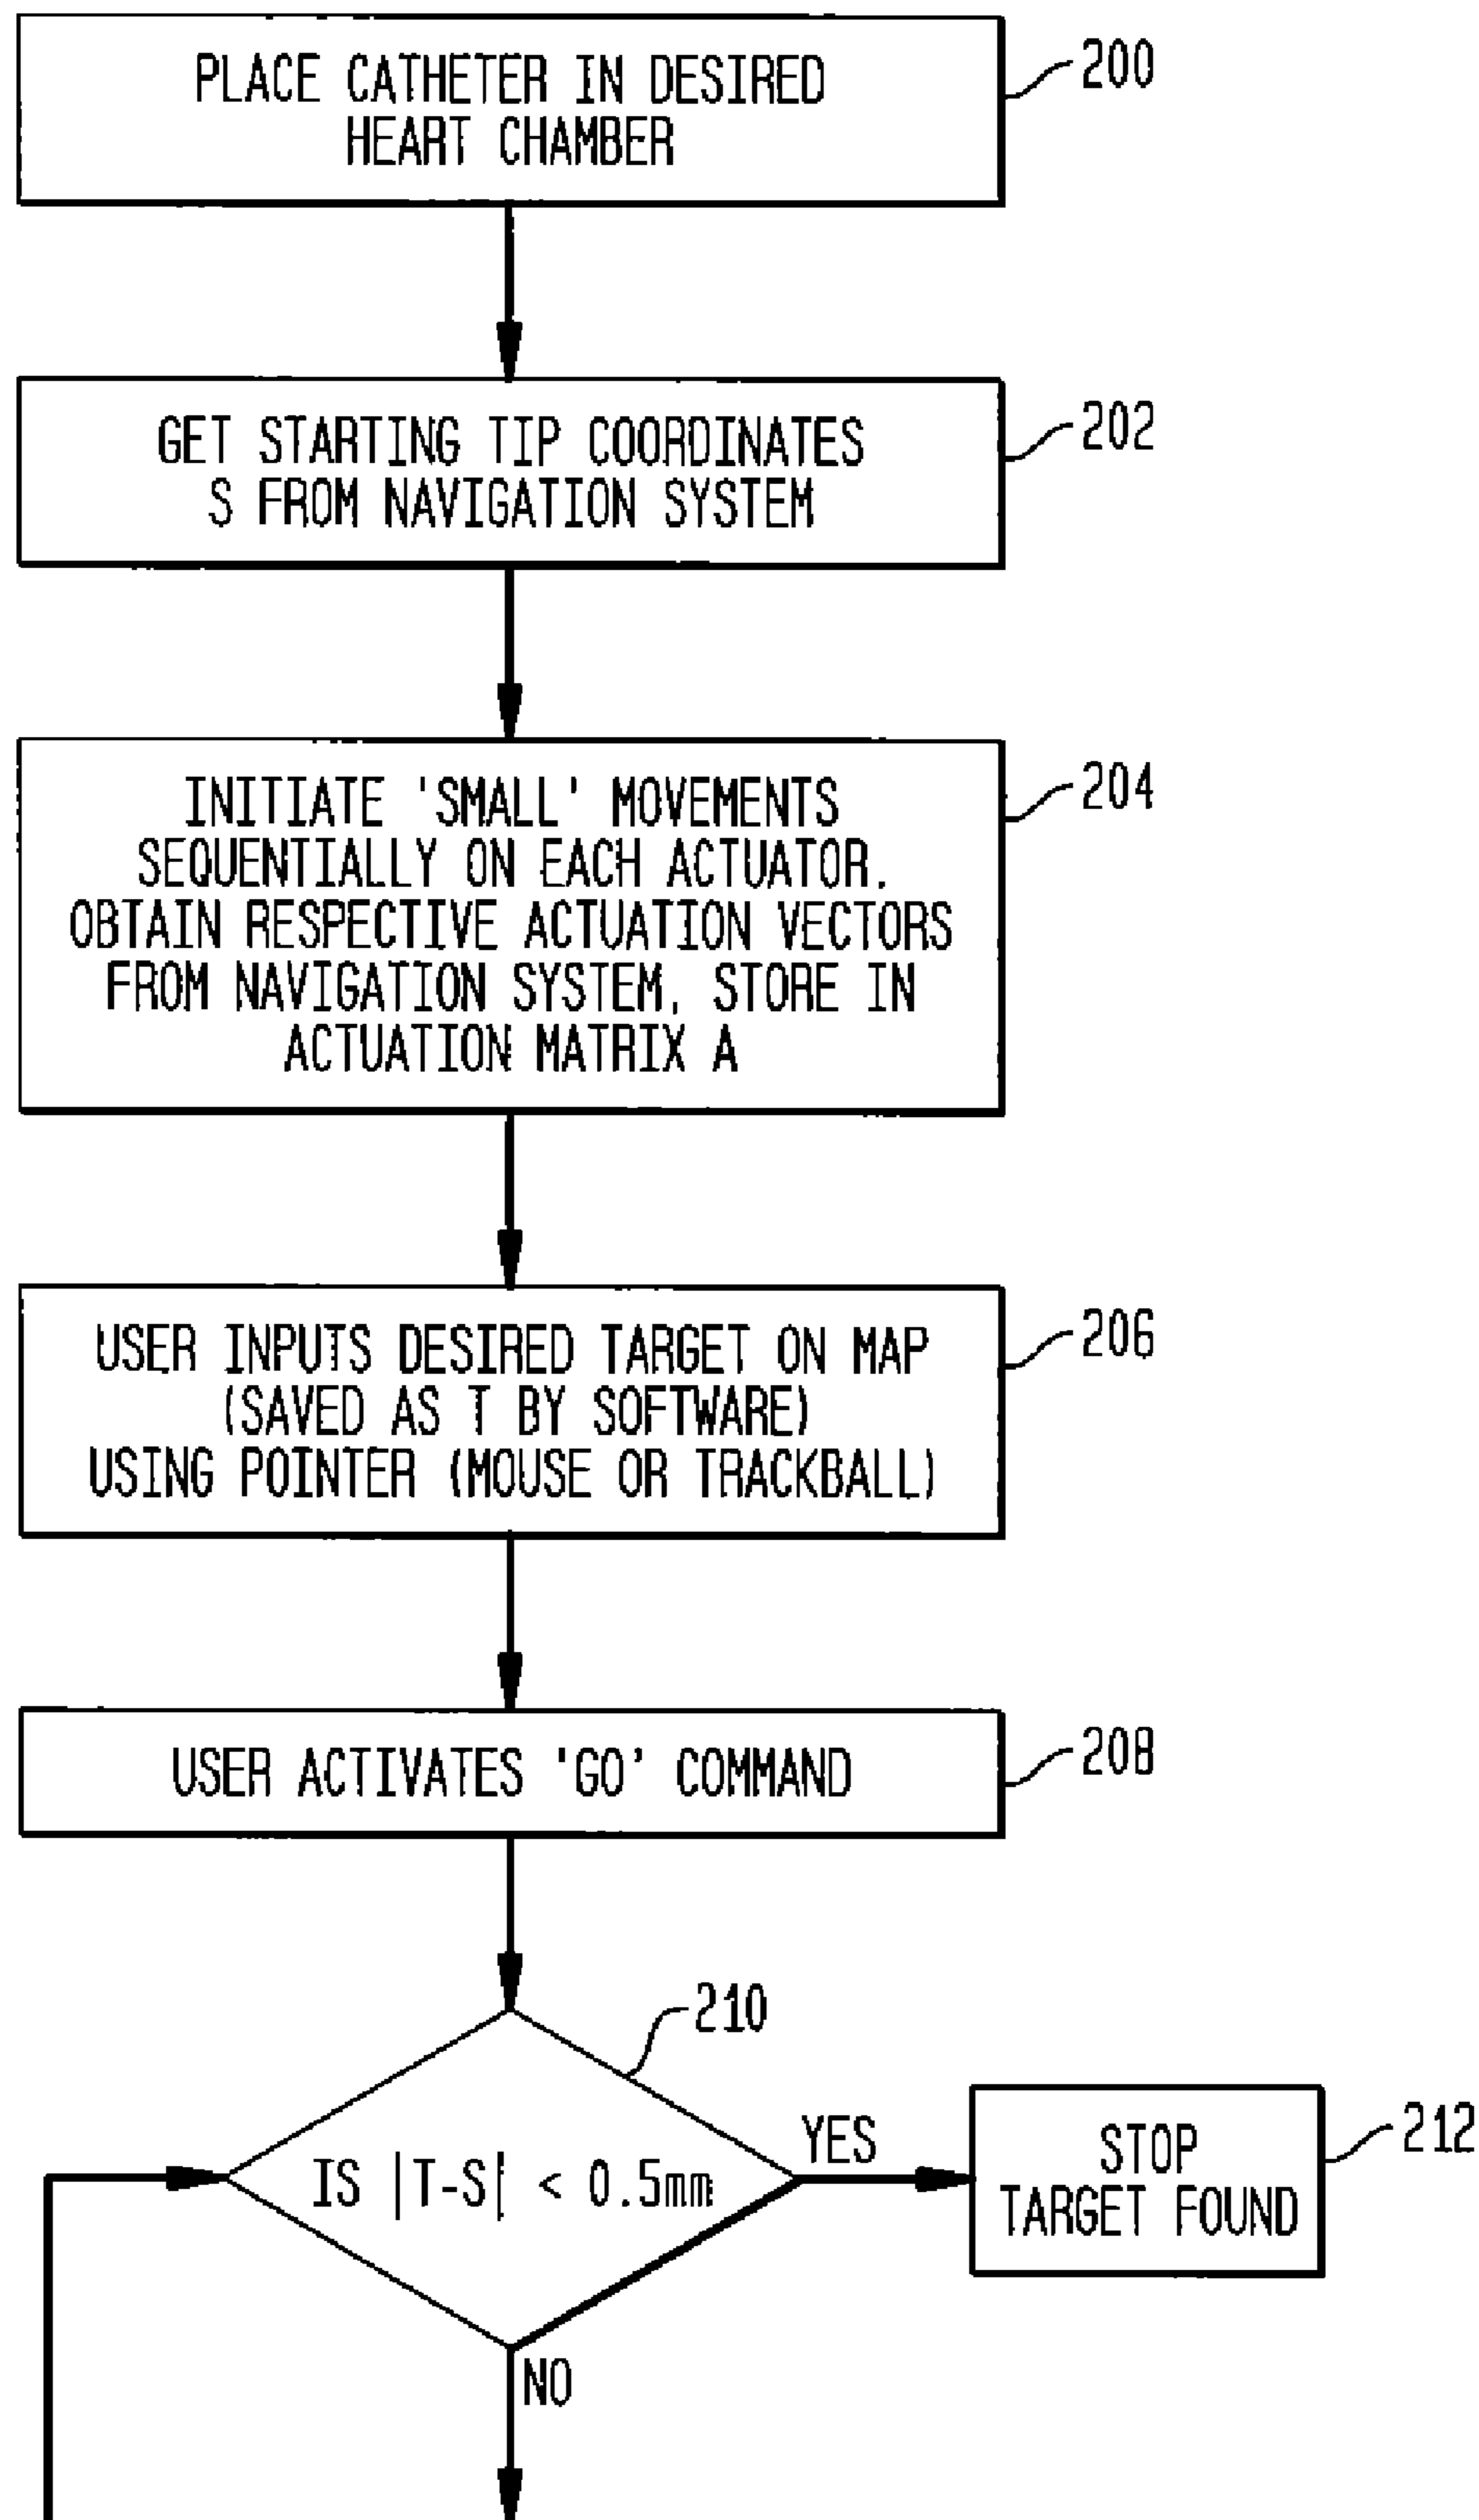 PLACE CATHETER IN DESIRED
HEART CHAMBER
200
GET STARTING TIP COORDINATES
S FROM NAVIGATION SYSTEM
202
INITIATE 'SMALL' MOVEMENTS
SEQUENTIALLY ON EACH ACTUATOR.
OBTAIN RESPECTIVE ACTUATION VECTORS
FROM NAVIGATION SYSTEM, STORE IN
ACTUATION MATRIX A
204
USER INPUTS DESIRED TARGET ON MAP
(SAVED AS T BY SOFTWARE)
USING POINTER (MOUSE OR TRACKBALL)
206
USER ACTIVATES 'GO' COMMAND
208
210
IS |T-S| < 0.5mm
YES
STOP
TARGET FOUND
212
NO